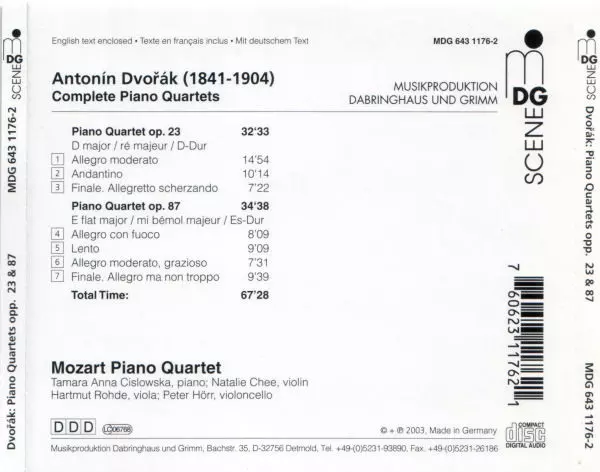 English text enclosed • Texte en français inclus • Mit deutschem Text
MDG 643 1176-2
Antonín Dvořák (1841-1904)
Complete Piano Quartets
MUSIKPRODUKTION
DABRINGHAUS UND GRIMM
MDG
SCENE
Piano Quartet op. 23 32'33
D major / ré majeur / D-Dur
1 Allegro moderato 14'54
2 Andantino 10'14
3 Finale. Allegretto scherzando 7'22
Piano Quartet op. 87 34'38
E flat major / mi bémol majeur / Es-Dur
4 Allegro con fuoco 8'09
5 Lento 9'09
6 Allegro moderato, grazioso 7'31
7 Finale. Allegro ma non troppo 9'39
Total Time: 67'28
Mozart Piano Quartet
Tamara Anna Cislowska, piano; Natalie Chee, violin
Hartmut Rohde, viola; Peter Hörr, violoncello
DDD LC06768
© + ℗ 2003, Made in Germany
COMPACT
disc
DIGITAL AUDIO
Musikproduktion Dabringhaus und Grimm, Bachstr. 35, D-32756 Detmold, Tel. +49-(0)5231-93890, Fax +49-(0)5231-26186
7 60623 11762 1
Dvořák: Piano Quartets opp. 23 & 87
MDG 643 1176-2
SCENE
MDG
MDG
SCENE
Dvořák: Piano Quartets opp. 23 & 87
MDG 643 1176-2